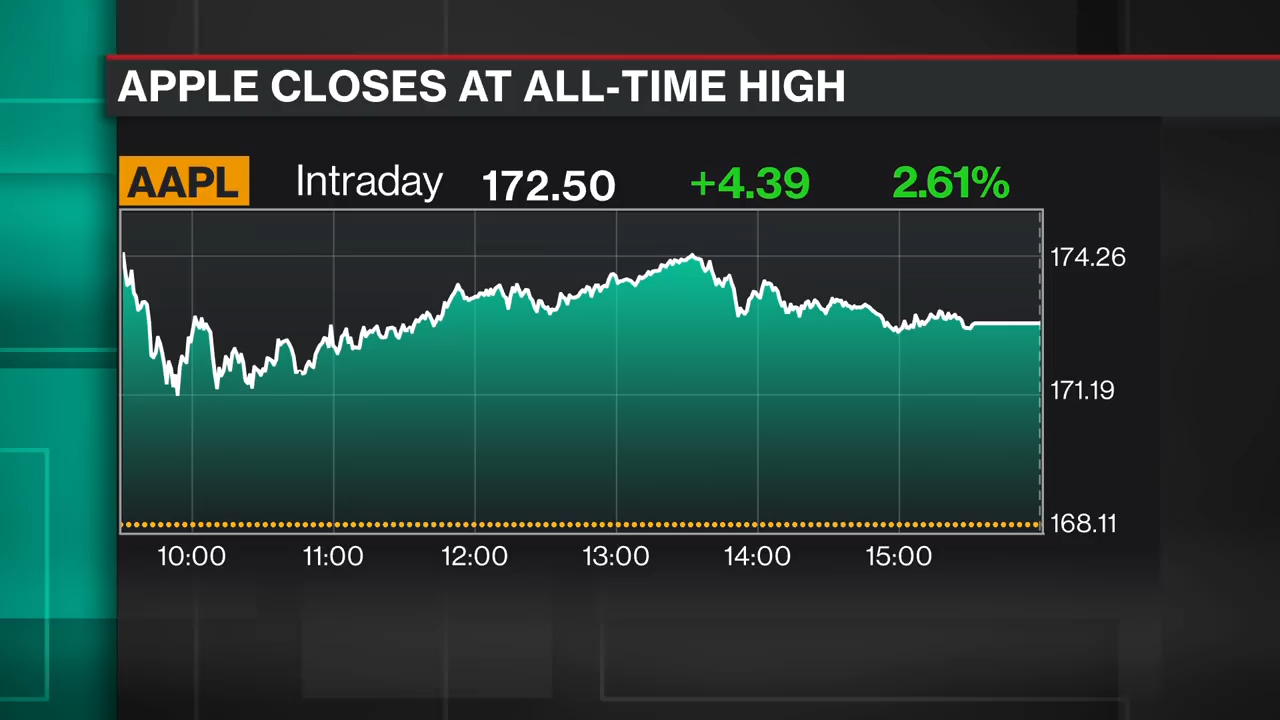 APPLE CLOSES AT ALL-TIME HIGH
AAPL Intraday 172.50 +4.39 2.61%
174.26
171.19
168.11
10:00 11:00 12:00 13:00 14:00 15:00